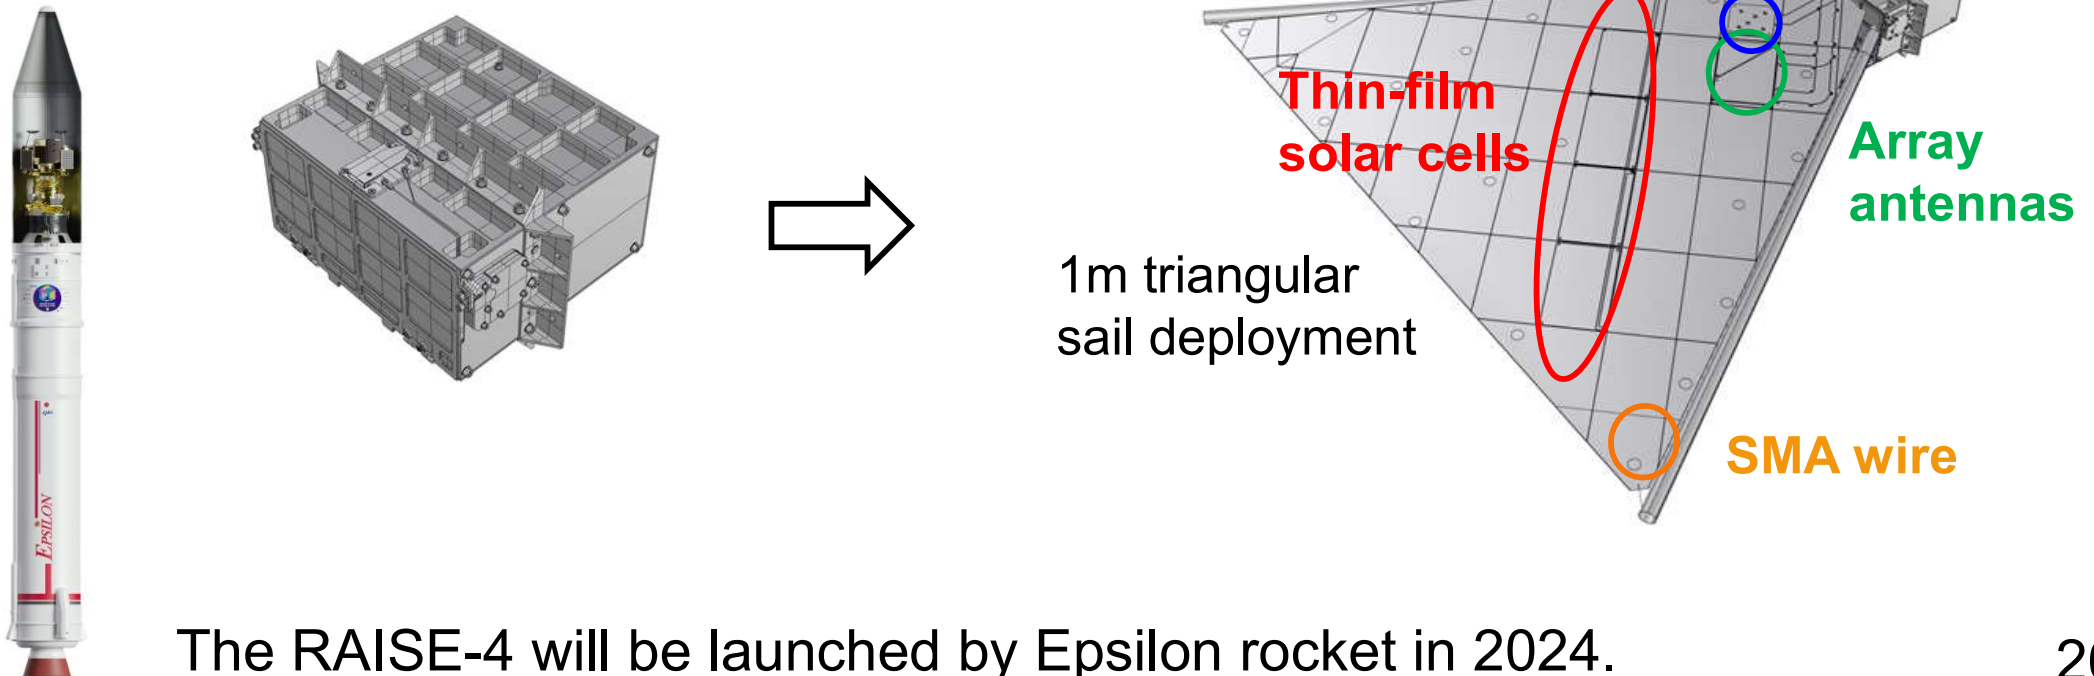 Thin-film
solar cells
Array
antennas
1m triangular
sail deployment
SMA wire
EPSILON
The RAISE-4 will be launched by Epsilon rocket in 2024.